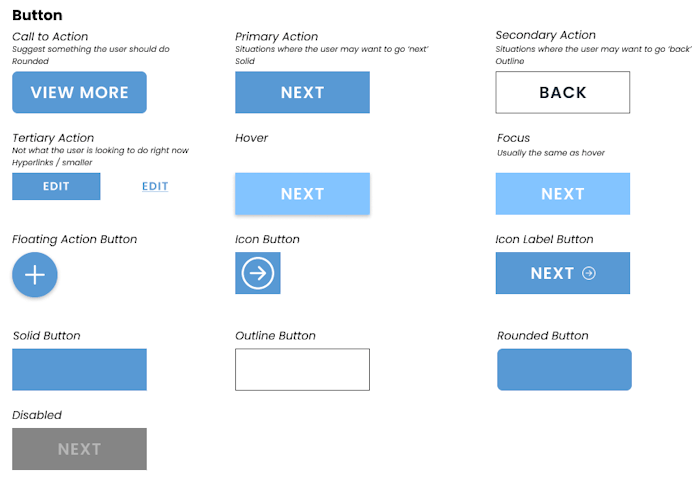 Button
Call to Action
Suggest something the user should do
Rounded
VIEW MORE
Primary Action
Situations where the user may want to go 'next'
Solid
NEXT
Secondary Action
Situations where the user may want to go 'back'
Outline
BACK
Tertiary Action
Not what the user is looking to do right now
Hyperlinks / smaller
EDIT
EDIT
Hover
NEXT
Focus
Usually the same as hover
NEXT
Floating Action Button
Icon Button
Icon Label Button
NEXT
Solid Button
Outline Button
Rounded Button
Disabled
NEXT